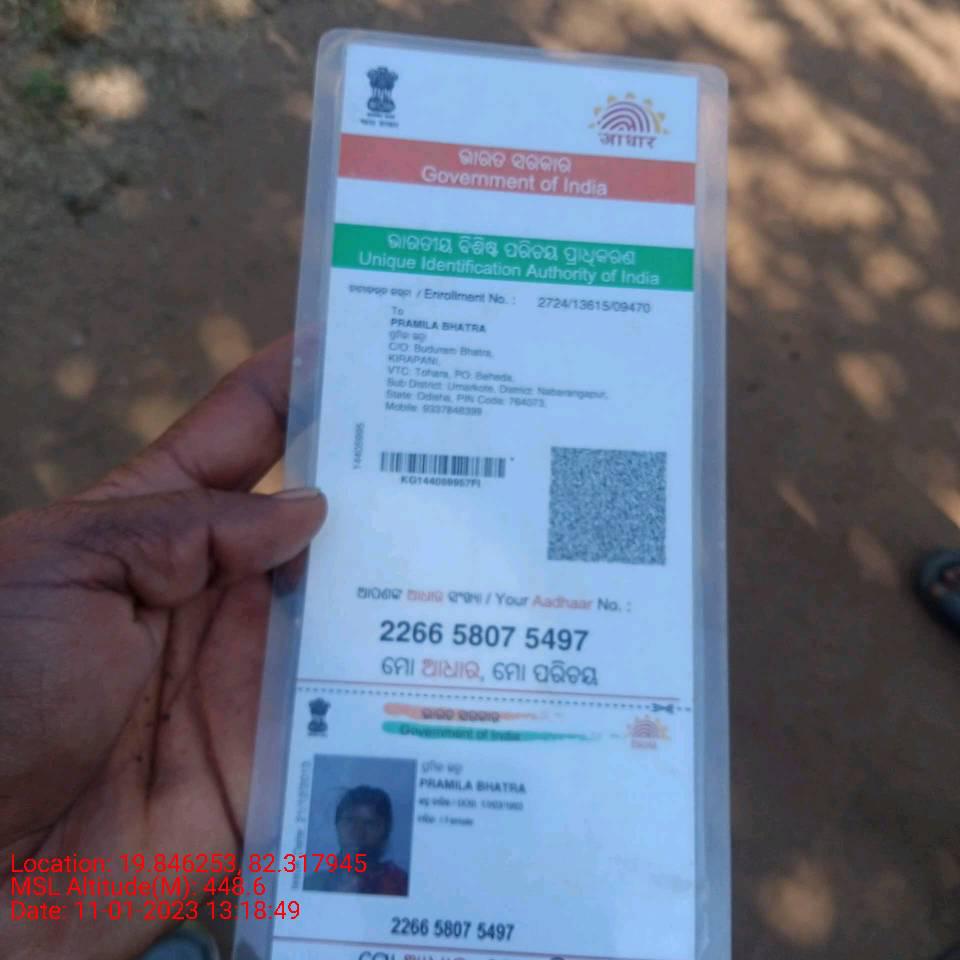 आधार
ଭାରତ ସରକାର
Government of India
ଭାରତୀୟ ବିଶିଷ୍ଟ ପରିଚୟ ପ୍ରାଧିକରଣ
Unique Identification Authority of India
/ Enrollment No. : 2724/13615/09470
To
PRAMILA BHATRA
C/O: Buduram Bhatra,
KIRAPANI,
VTC: Tohara, PO: Beheda,
Sub District: Umarkote, District: Nabarangapur,
State: Odisha, PIN Code: 764073,
Mobile: 9337848399
KG144089957FI
ଆପଣଙ୍କ ଆଧାର ସଂଖ୍ୟା / Your Aadhaar No. :
2266 5807 5497
ମୋ ଆଧାର, ମୋ ପରିଚୟ
ଭାରତ ସରକାର
Government of India
PRAMILA BHATRA
/ DOB:
/ Female
2266 5807 5497
Location: 19.846253, 82.317945
MSL Altitude(M): 448.6
Date: 11-01-2023 13:18:49